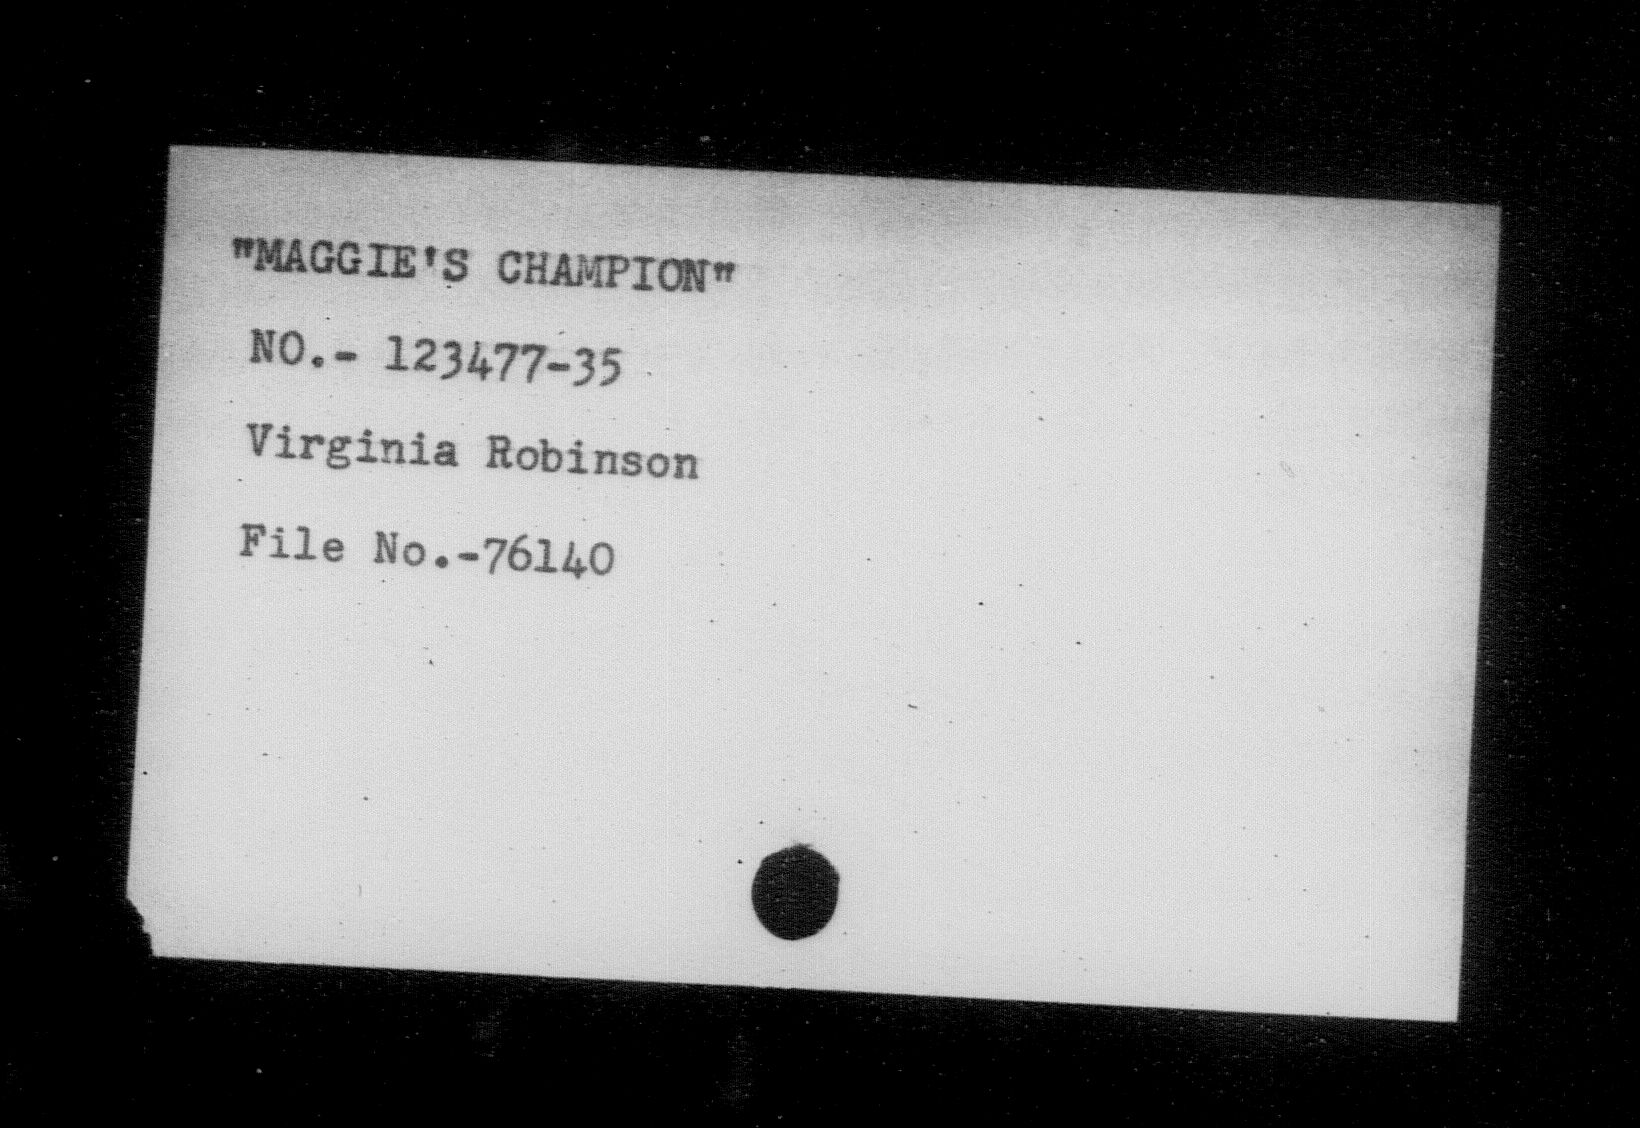 "MAGGIE'S CHAMPION"
NO.- 123477-35
Virginia Robinson
File No.-76140